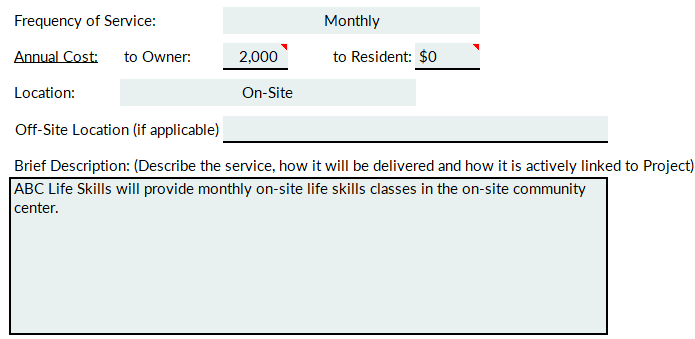 Frequency of Service: Monthly
Annual Cost: to Owner: 2,000 to Resident: $0
Location: On-Site
Off-Site Location (if applicable)
Brief Description: (Describe the service, how it will be delivered and how it is actively linked to Project)
ABC Life Skills will provide monthly on-site life skills classes in the on-site community
center.